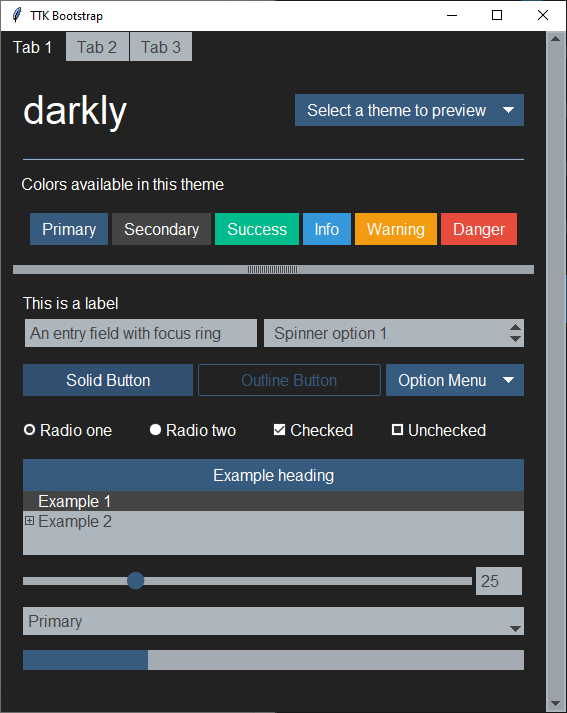 TTK Bootstrap
Tab 1 Tab 2 Tab 3
darkly
Select a theme to preview
Colors available in this theme
Primary Secondary Success Info Warning Danger
This is a label
An entry field with focus ring Spinner option 1
Solid Button Outline Button Option Menu
Radio one Radio two Checked Unchecked
Example heading
Example 1
Example 2
25
Primary